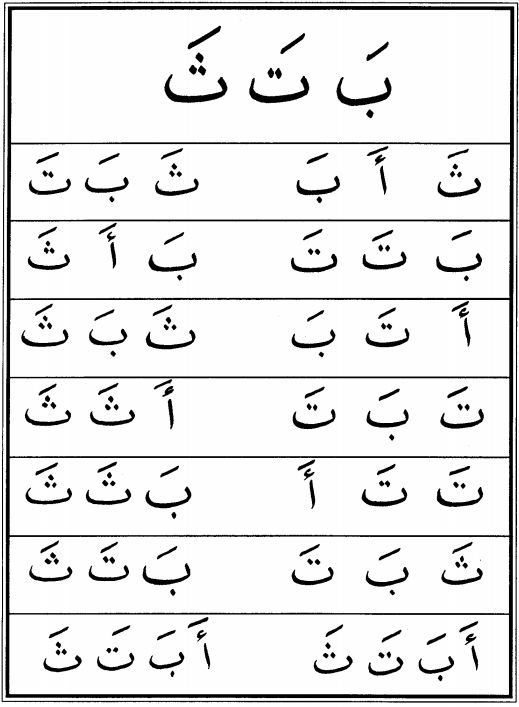 بَ تَ ثَ
ثَ أَ بَ ثَ بَ تَ
بَ تَ تَ بَ أَ ثَ
أَ تَ بَ ثَ بَ ثَ
تَ بَ تَ أَ ثَ ثَ
تَ تَ أَ بَ ثَ ثَ
ثَ بَ تَ بَ تَ ثَ
أَ بَ تَ ثَ أَ بَ تَ ثَ